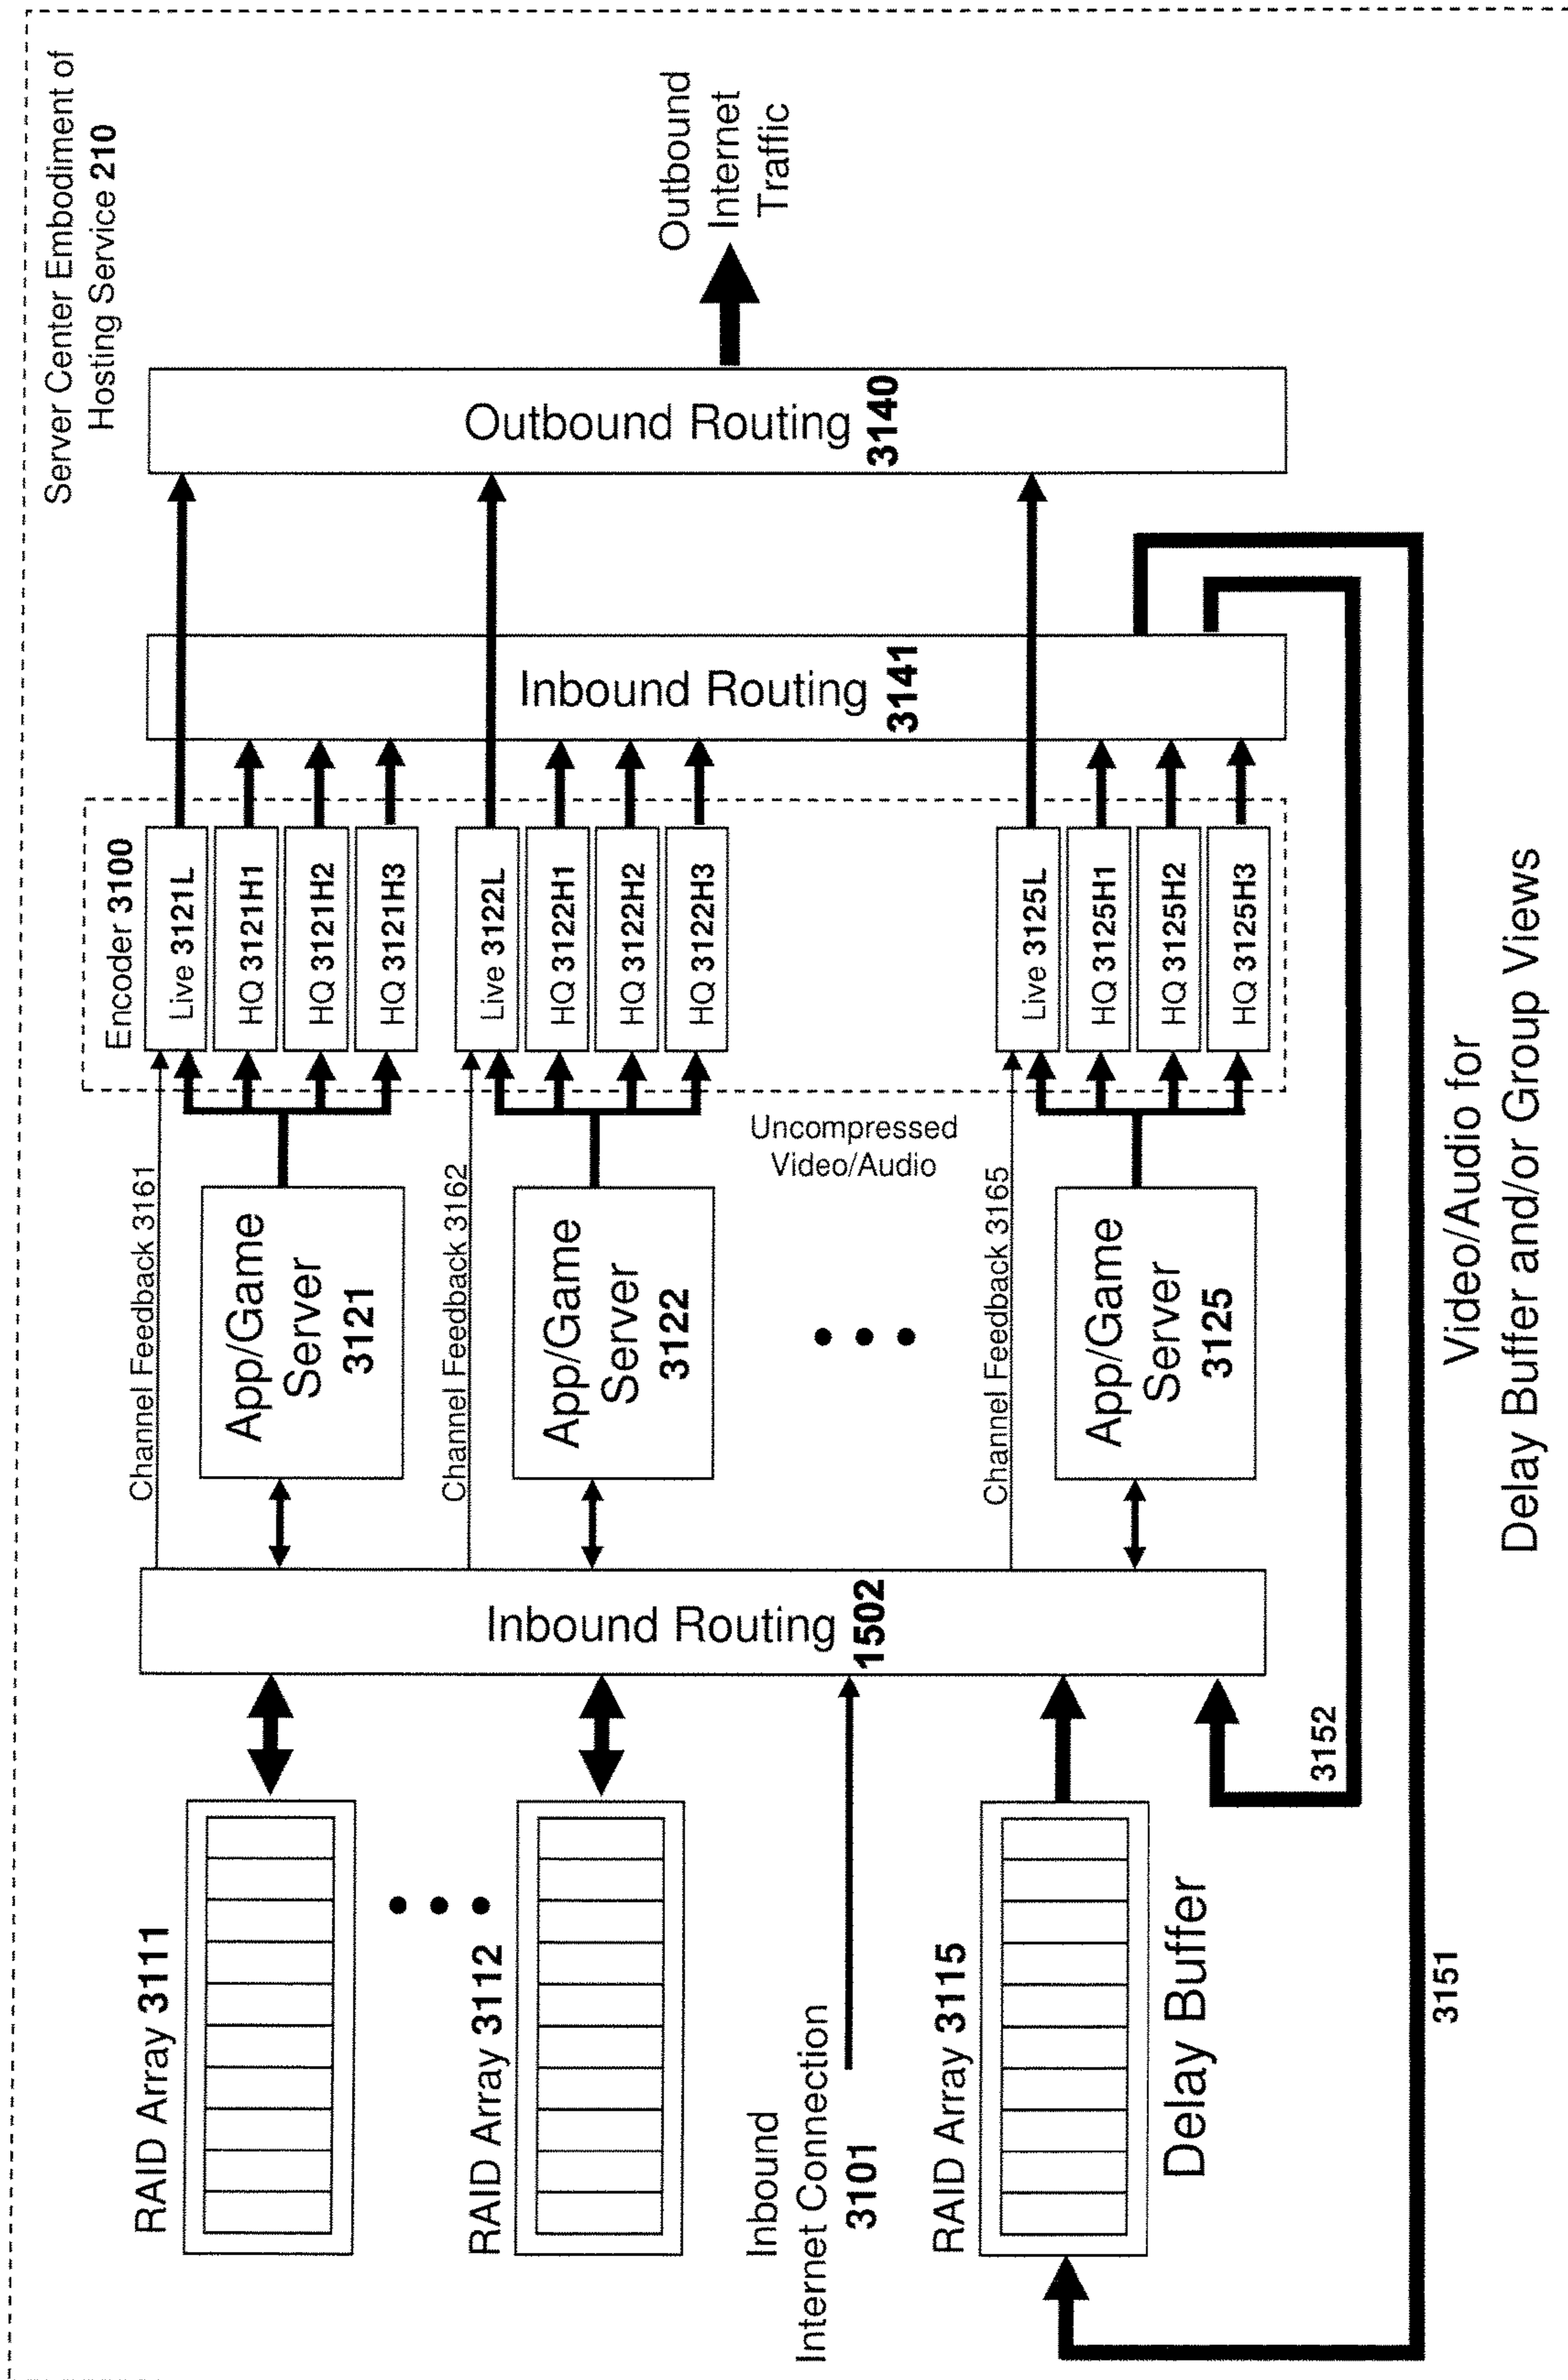 Server Center Embodiment of
Hosting Service 210
RAID Array 3111
RAID Array 3112
Inbound
Internet Connection
3101
RAID Array 3115
Delay Buffer
Inbound Routing 1502
Channel Feedback 3161
App/Game
Server
3121
Channel Feedback 3162
App/Game
Server
3122
Uncompressed
Video/Audio
Channel Feedback 3165
App/Game
Server
3125
Encoder 3100
Live 3121L
HQ 3121H1
HQ 3121H2
HQ 3121H3
Live 3122L
HQ 3122H1
HQ 3122H2
HQ 3122H3
Live 3125L
HQ 3125H1
HQ 3125H2
HQ 3125H3
Inbound Routing 3141
Outbound Routing 3140
Outbound
Internet
Traffic
3152
3151
Video/Audio for
Delay Buffer and/or Group Views